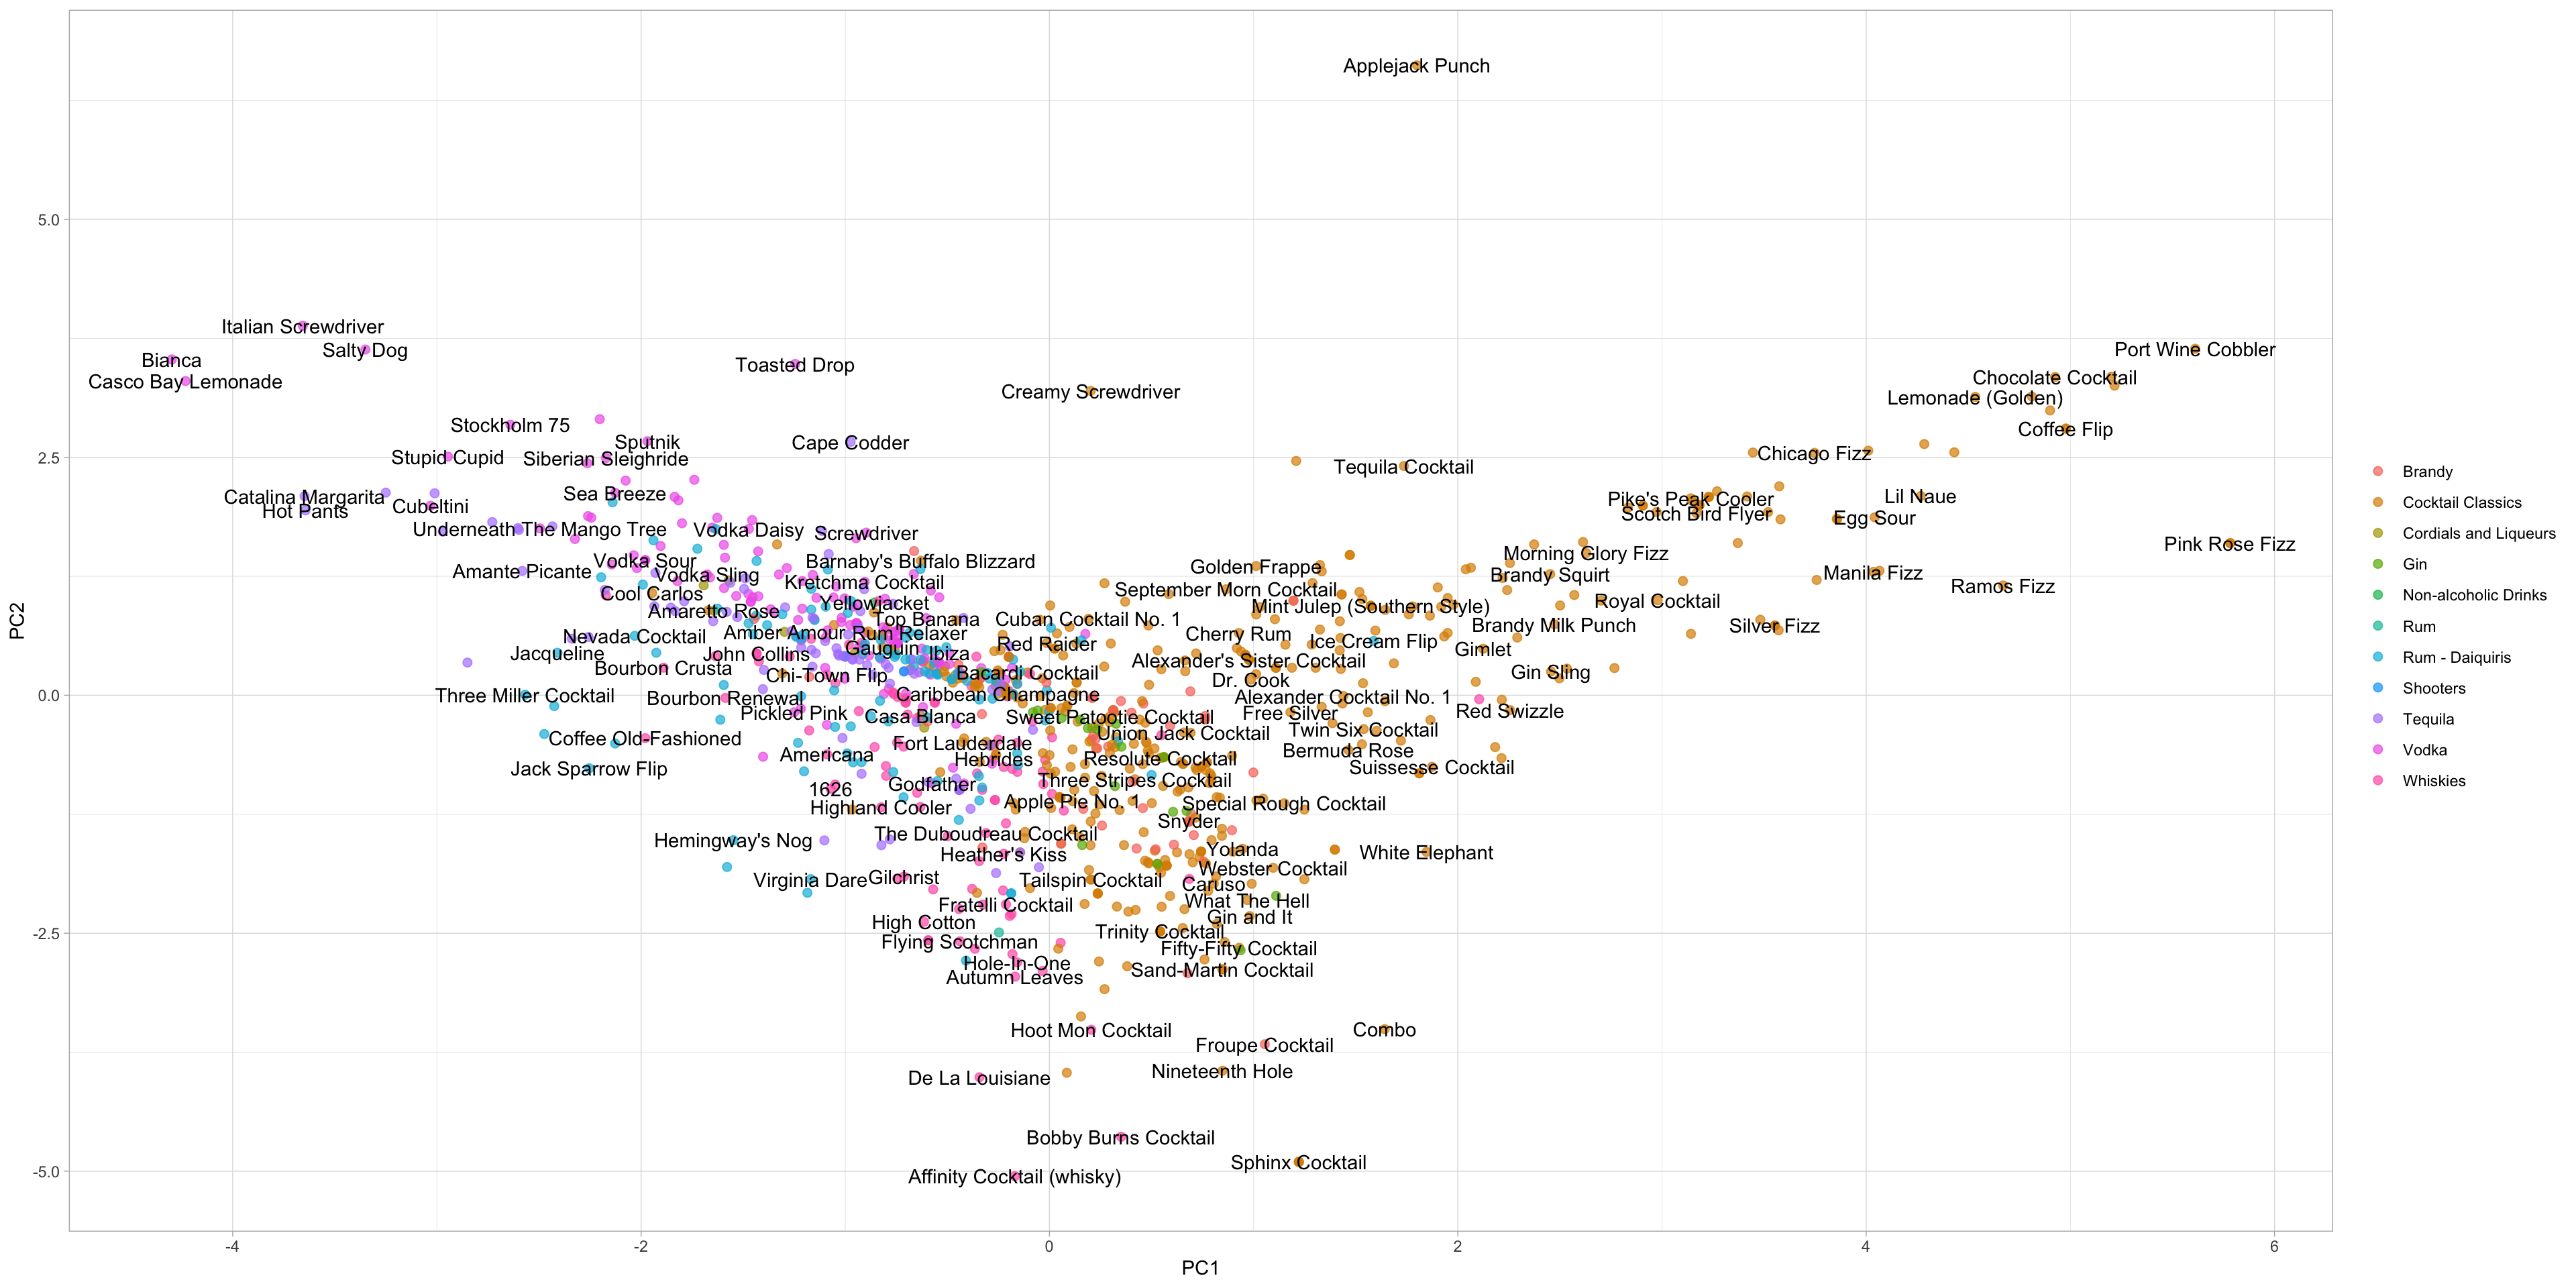 Applejack Punch
5.0
Italian Screwdriver
Salty Dog
Port Wine Cobbler
Bianca
Toasted Drop
Casco Bay Lemonade
Chocolate Cocktail
Creamy Screwdriver
Lemonade (Golden)
Stockholm 75
Coffee Flip
Sputnik
Cape Codder
Chicago Fizz
2.5
Stupid Cupid
Siberian Sleighride
Tequila Cocktail
Sea Breeze
Catalina Margarita
Lil Naue
Pike's Peak Cooler
Cubeltini
Hot Pants
Scotch Bird Flyer
Egg Sour
Underneath The Mango Tree
Vodka Daisy
Screwdriver
Pink Rose Fizz
Morning Glory Fizz
Vodka Sour
Barnaby's Buffalo Blizzard
Golden Frappe
Amante Picante
Vodka Sling
Brandy Squirt
Manila Fizz
Kretchma Cocktail
Ramos Fizz
September Morn Cocktail
Cool Carlos
Royal Cocktail
Yellowjacket
Mint Julep (Southern Style)
Amaretto Rose
Top Banana
Cuban Cocktail No. 1
Brandy Milk Punch
Silver Fizz
Nevada Cocktail
Amber Amour
Rum Relaxer
Cherry Rum
Red Raider
Ice Cream Flip
Gauguin
Gimlet
Jacqueline
John Collins
Ibiza
Alexander's Sister Cocktail
Bourbon Crusta
Chi-Town Flip
Bacardi Cocktail
Gin Sling
Dr. Cook
0.0
Three Miller Cocktail
Bourbon Renewal
Caribbean Champagne
Alexander Cocktail No. 1
Pickled Pink
Casa Blanca
Sweet Patootie Cocktail
Free Silver
Red Swizzle
Union Jack Cocktail
Twin Six Cocktail
Coffee Old-Fashioned
Fort Lauderdale
Bermuda Rose
Americana
Hebrides
Resolute Cocktail
Jack Sparrow Flip
Suissesse Cocktail
Godfather
Three Stripes Cocktail
1626
Apple Pie No. 1
Special Rough Cocktail
Highland Cooler
Snyder
The Duboudreau Cocktail
Hemingway's Nog
Heather's Kiss
Yolanda
White Elephant
Webster Cocktail
Virginia Dare
Gilchrist
Tailspin Cocktail
Caruso
Fratelli Cocktail
What The Hell
High Cotton
Gin and It
-2.5
Trinity Cocktail
Flying Scotchman
Fifty-Fifty Cocktail
Hole-In-One
Sand-Martin Cocktail
Autumn Leaves
Hoot Mon Cocktail
Combo
Froupe Cocktail
De La Louisiane
Nineteenth Hole
Bobby Burns Cocktail
Sphinx Cocktail
-5.0
Affinity Cocktail (whisky)
-4
-2
0
2
4
6
PC1
PC2
Brandy
Cocktail Classics
Cordials and Liqueurs
Gin
Non-alcoholic Drinks
Rum
Rum - Daiquiris
Shooters
Tequila
Vodka
Whiskies